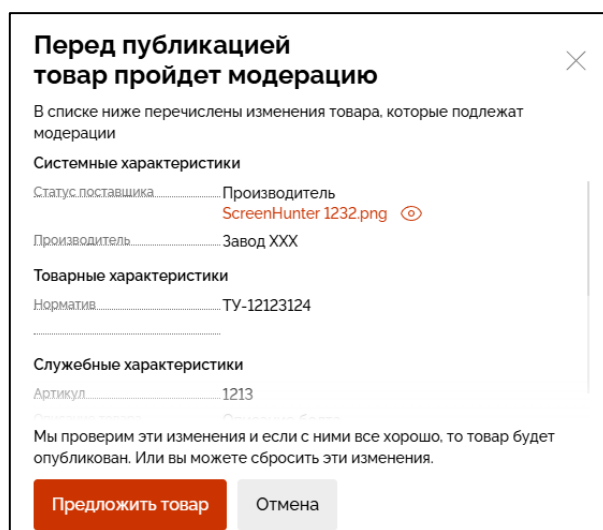 Перед публикацией
товар пройдет модерацию
В списке ниже перечислены изменения товара, которые подлежат
модерации
Системные характеристики
Статус поставщика Производитель
ScreenHunter 1232.png
Производитель Завод XXX
Товарные характеристики
Норматив ТУ-12123124
Служебные характеристики
Артикул 1213
Мы проверим эти изменения и если с ними все хорошо, то товар будет
опубликован. Или вы можете сбросить эти изменения.
Предложить товар Отмена